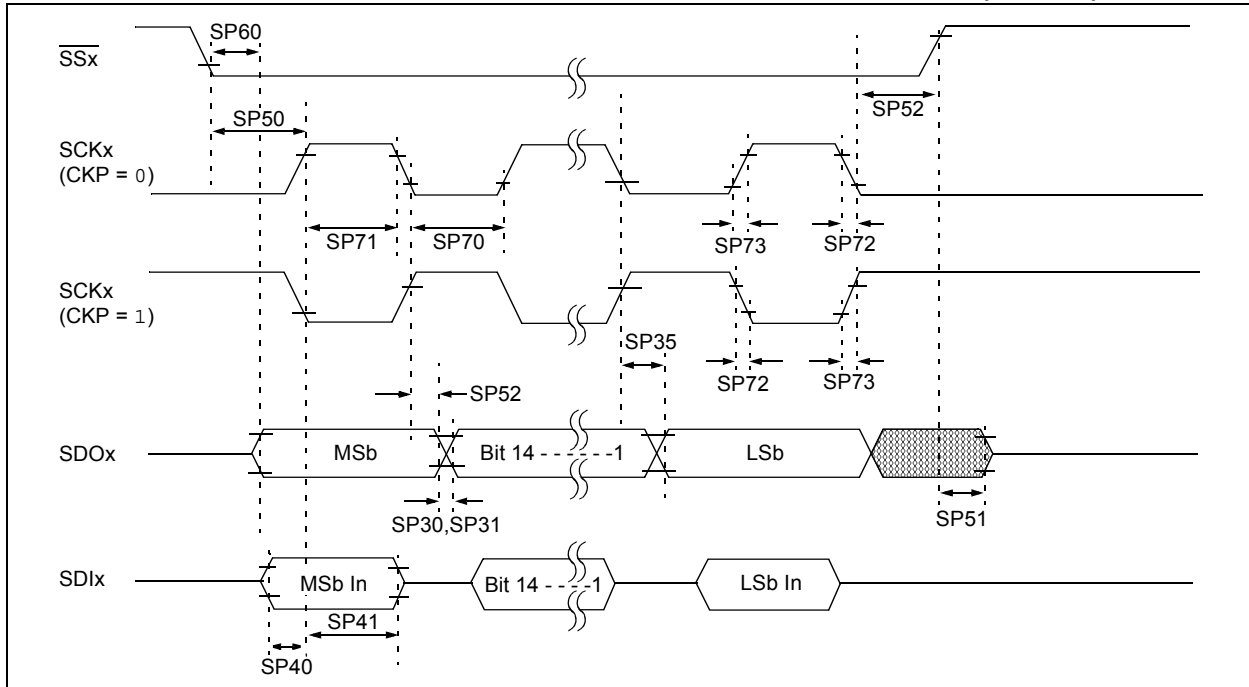 SP60
SSx
SP52
SP50
SCKx
(CKP = 0)
SP71
SP70
SP73
SP72
SCKx
(CKP = 1)
SP35
SP72
SP73
SP52
SDOx
MSb
Bit 14 - - - - - -1
LSb
SP30,SP31
SP51
SDIx
MSb In
Bit 14 - - - -1
LSb In
SP41
SP40